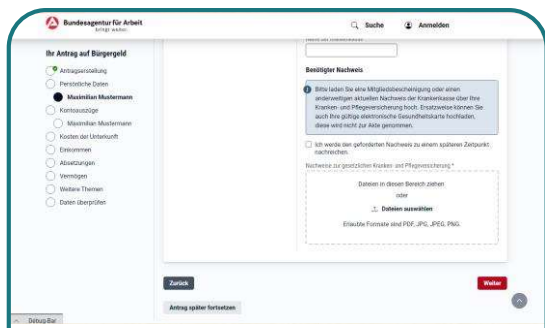 Bundesagentur für Arbeit
bringt weiter.
Suche
Anmelden
Ihr Antrag auf Bürgergeld
Antragserstellung
Persönliche Daten
Maximilian Mustermann
Kontoauszüge
Maximilian Mustermann
Kosten der Unterkunft
Einkommen
Absetzungen
Vermögen
Weitere Themen
Daten überprüfen
Benötigter Nachweis
Bitte laden Sie eine Mitgliedsbescheinigung oder einen
anderweitigen aktuellen Nachweis der Krankenkasse über Ihre
Kranken- und Pflegeversicherung hoch. Ersatzweise können Sie
auch Ihre gültige elektronische Gesundheitskarte hochladen,
diese wird nicht zur Akte genommen.
Ich werde den geforderten Nachweis zu einem späteren Zeitpunkt
nachreichen.
Nachweise zur gesetzlichen Kranken- und Pflegeversicherung *
Dateien in diesen Bereich ziehen
oder
Dateien auswählen
Erlaubte Formate sind PDF, JPG, JPEG, PNG.
Zurück
Weiter
Antrag später fortsetzen
Debug-Bar